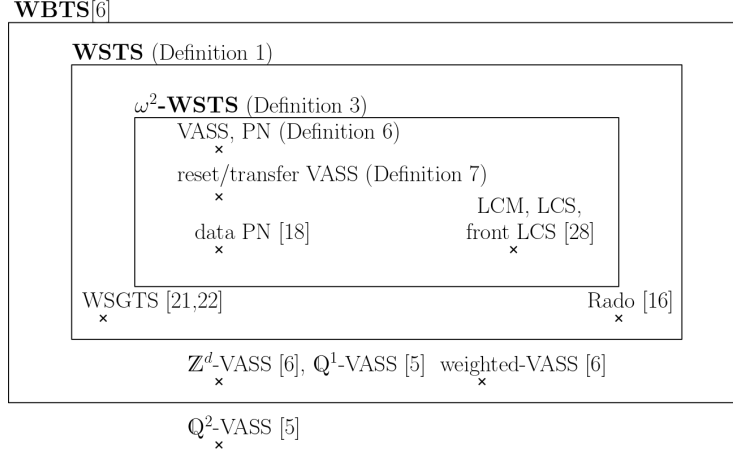 WBTS[6]
WSTS (Definition 1)
ω²-WSTS (Definition 3)
VASS, PN (Definition 6)
reset/transfer VASS (Definition 7)
LCM, LCS,
data PN [18] front LCS [28]
WSGTS [21,22] Rado [16]
ℤᵈ-VASS [6], ℚ¹-VASS [5] weighted-VASS [6]
ℚ²-VASS [5]